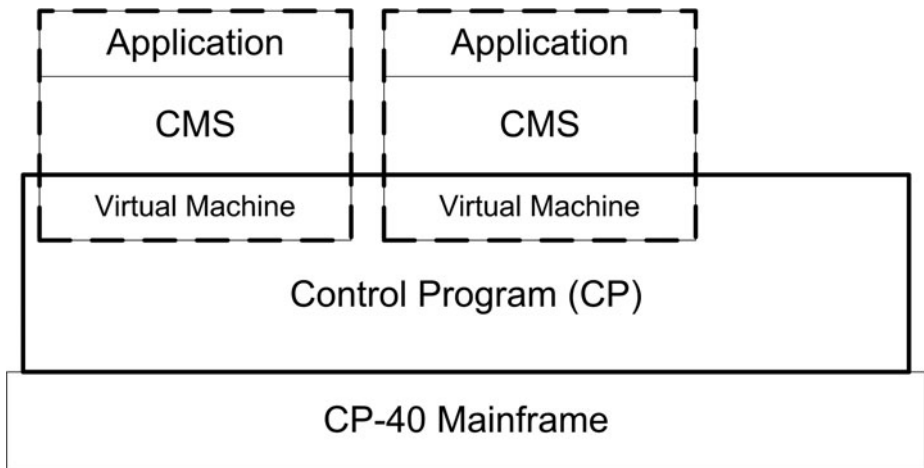 Application
Application
CMS
CMS
Virtual Machine
Virtual Machine
Control Program (CP)
CP-40 Mainframe